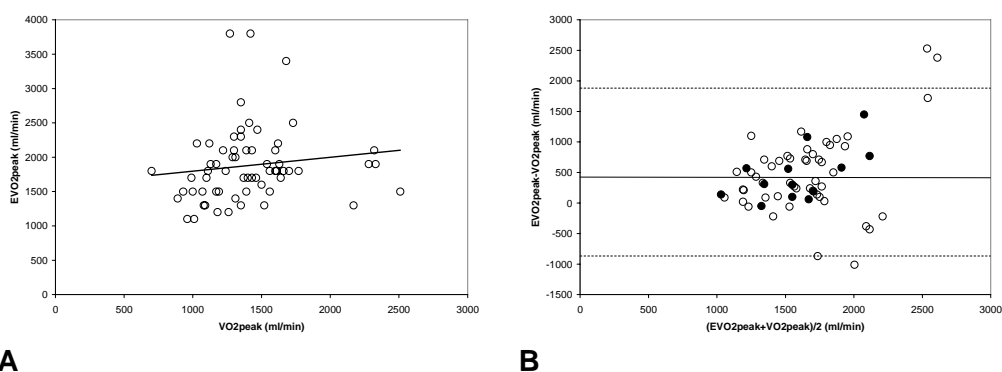 4000
3500
3000
2500
2000
1500
1000
500
0
0 500 1000 1500 2000 2500 3000
EVO2peak (ml/min)
VO2peak (ml/min)
A
3000
2500
2000
1500
1000
500
0
-500
-1000
-1500
0 500 1000 1500 2000 2500 3000
EVO2peak-VO2peak (ml/min)
(EVO2peak+VO2peak)/2 (ml/min)
B